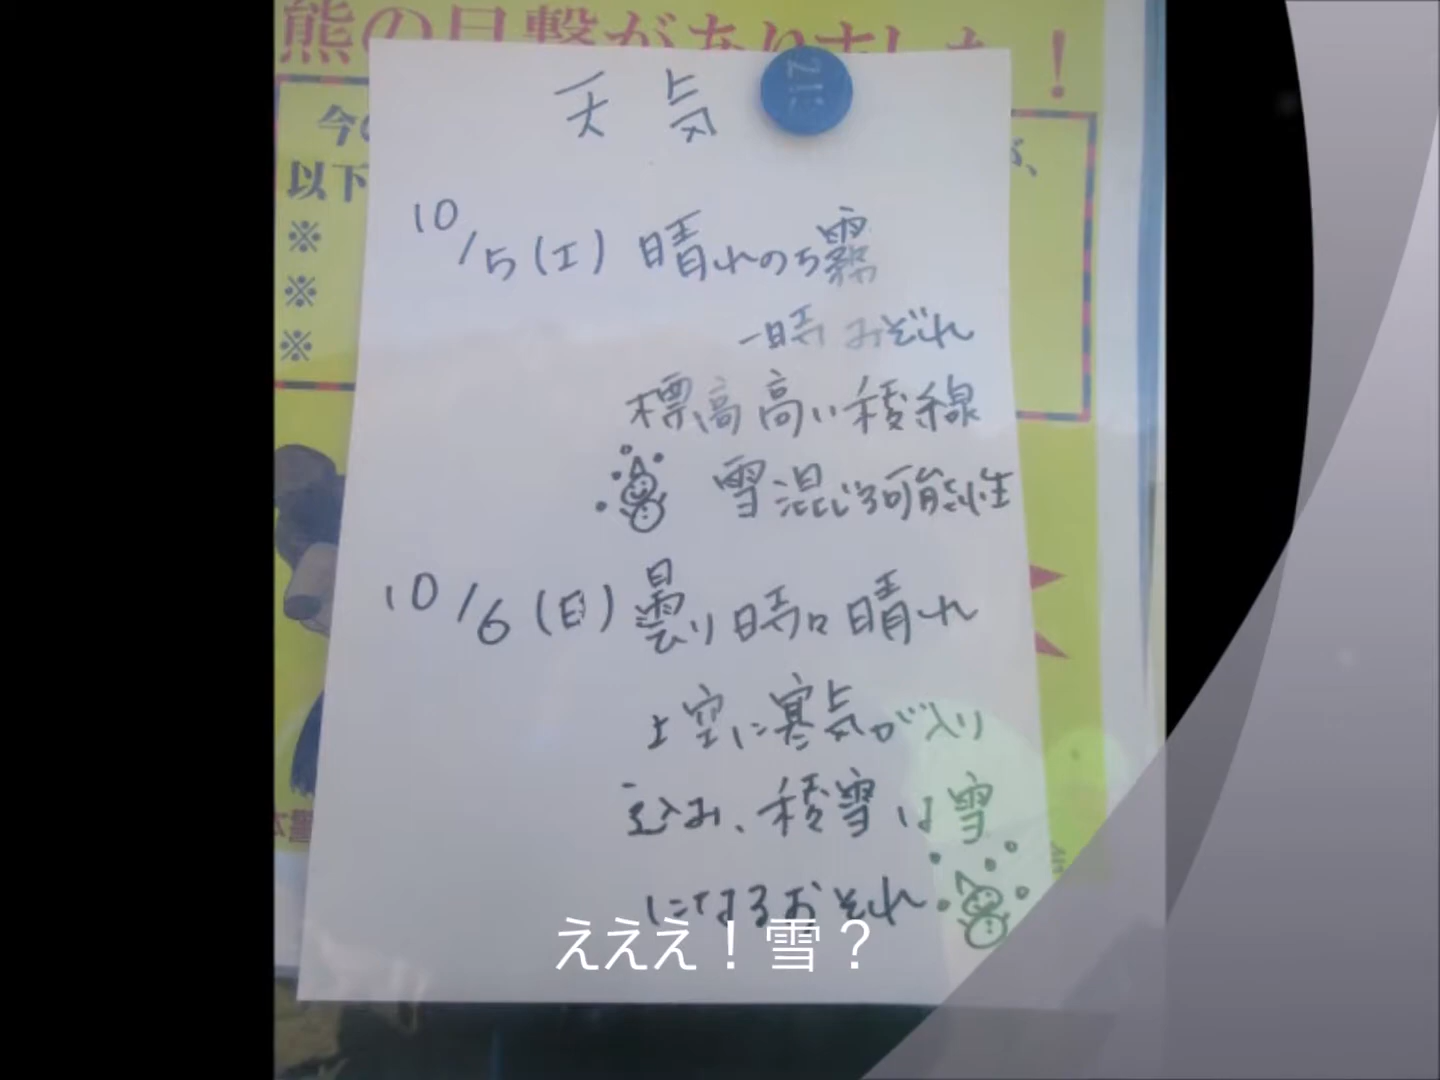 熊の目撃がありました！
今
以下
※
※
※
天気
10/5(土) 晴れのち霧
一時みぞれ
標高高い稜線
雪混じる可能性
10/6(日) 曇り時々晴れ
上空に寒気が入り
込み、稜雪は雪
になるおそれ
えええ！雪？